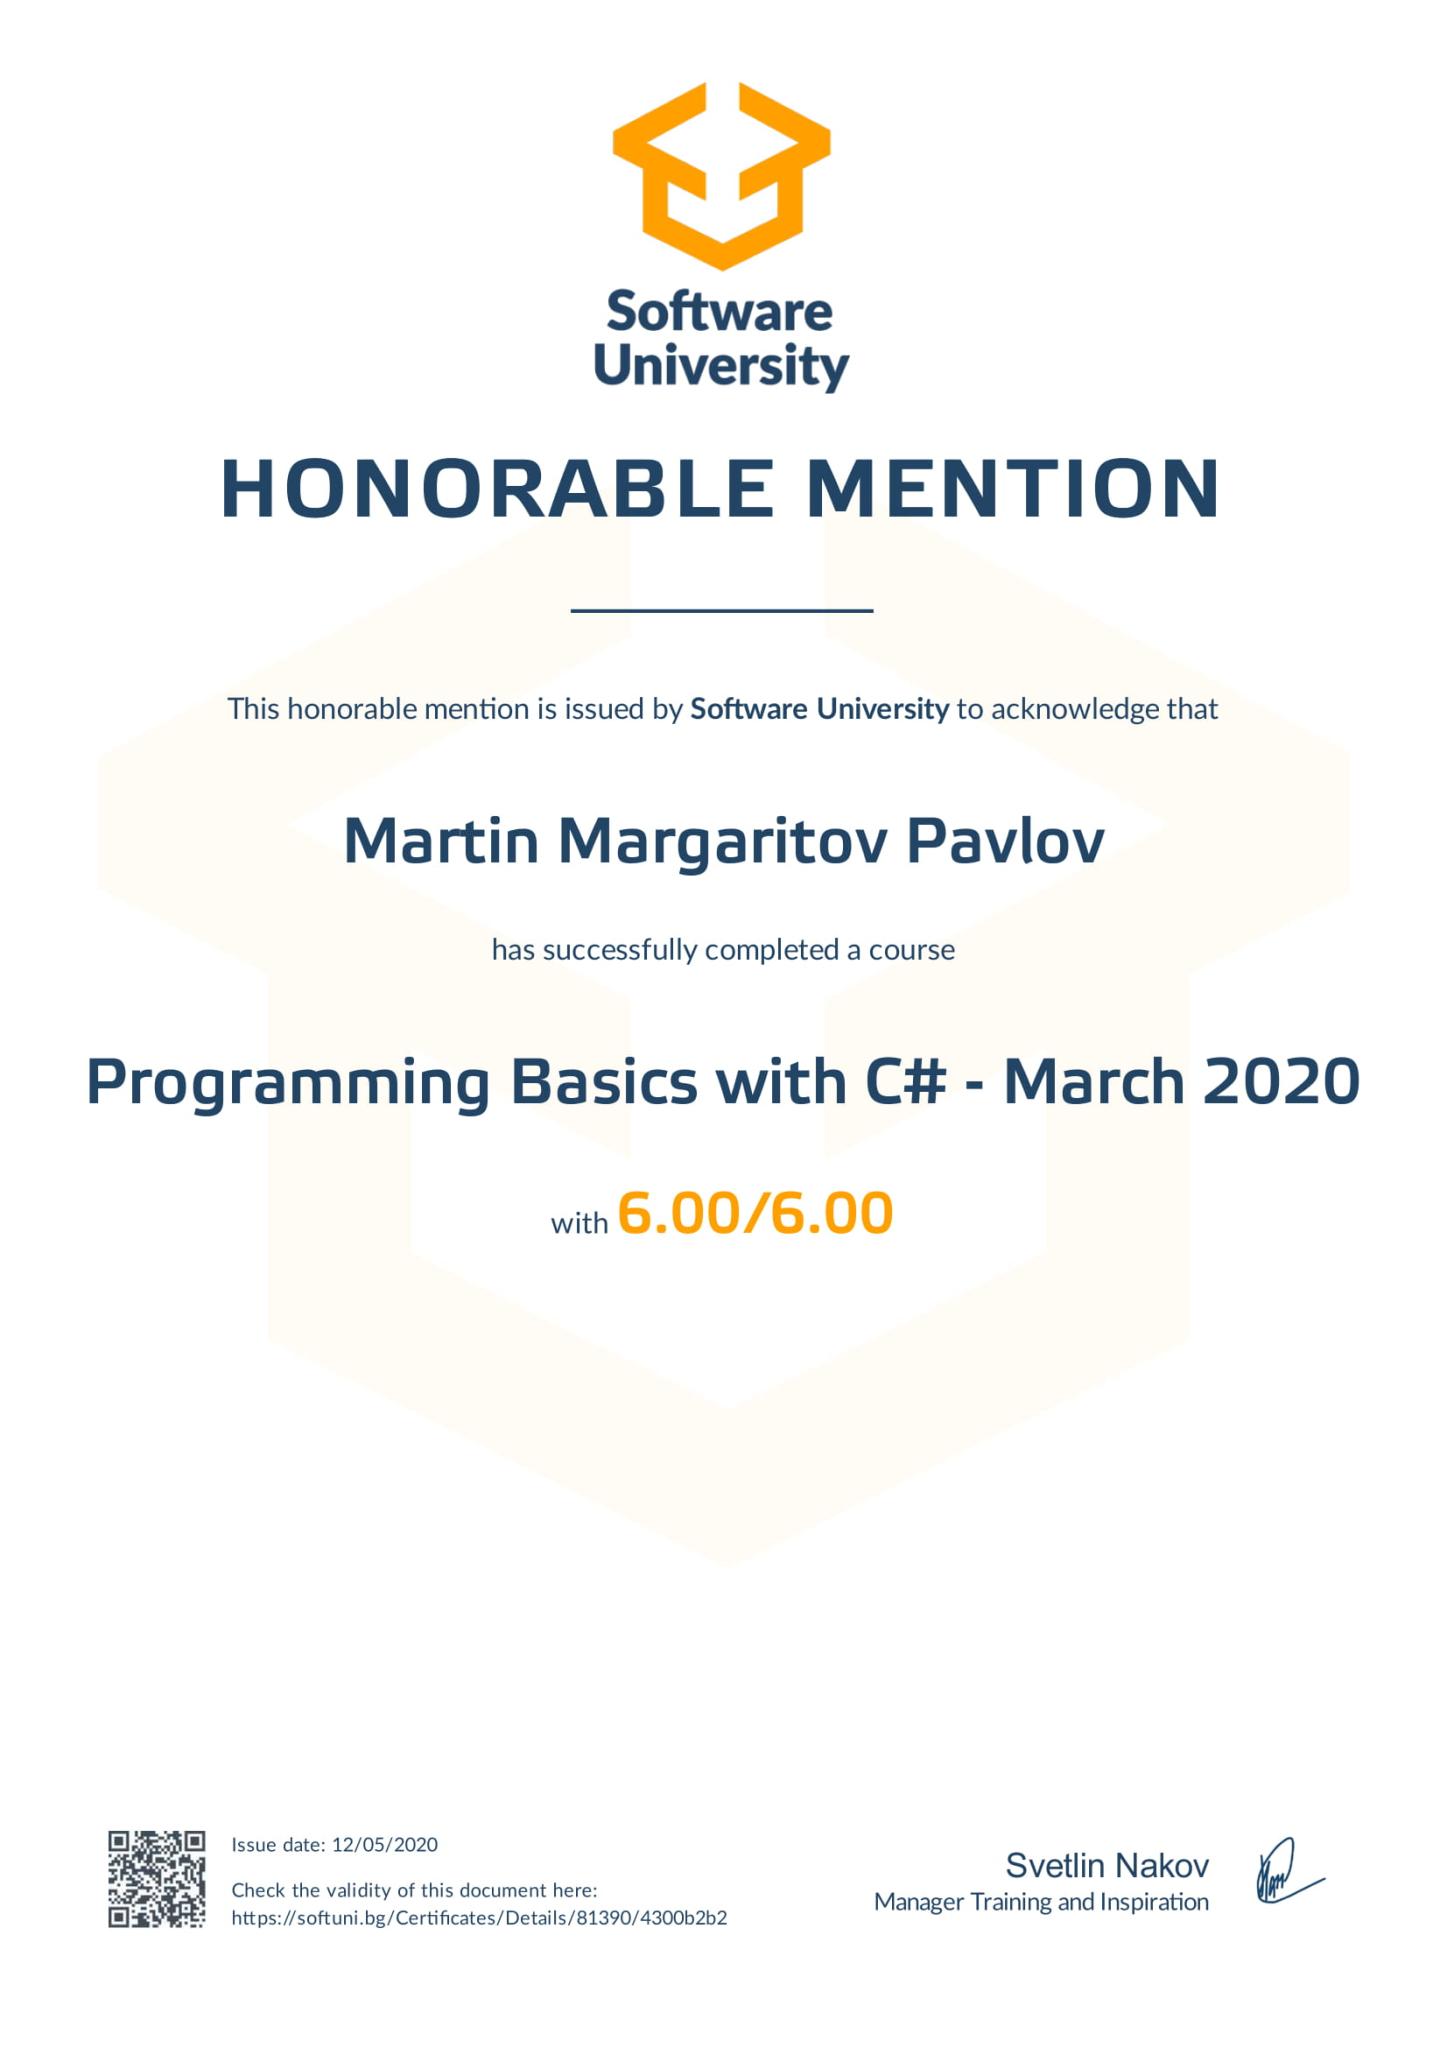 Software
University
HONORABLE MENTION
This honorable mention is issued by Software University to acknowledge that
Martin Margaritov Pavlov
has successfully completed a course
Programming Basics with C# - March 2020
with 6.00/6.00
Issue date: 12/05/2020
Check the validity of this document here:
https://softuni.bg/Certificates/Details/81390/4300b2b2
Svetlin Nakov
Manager Training and Inspiration